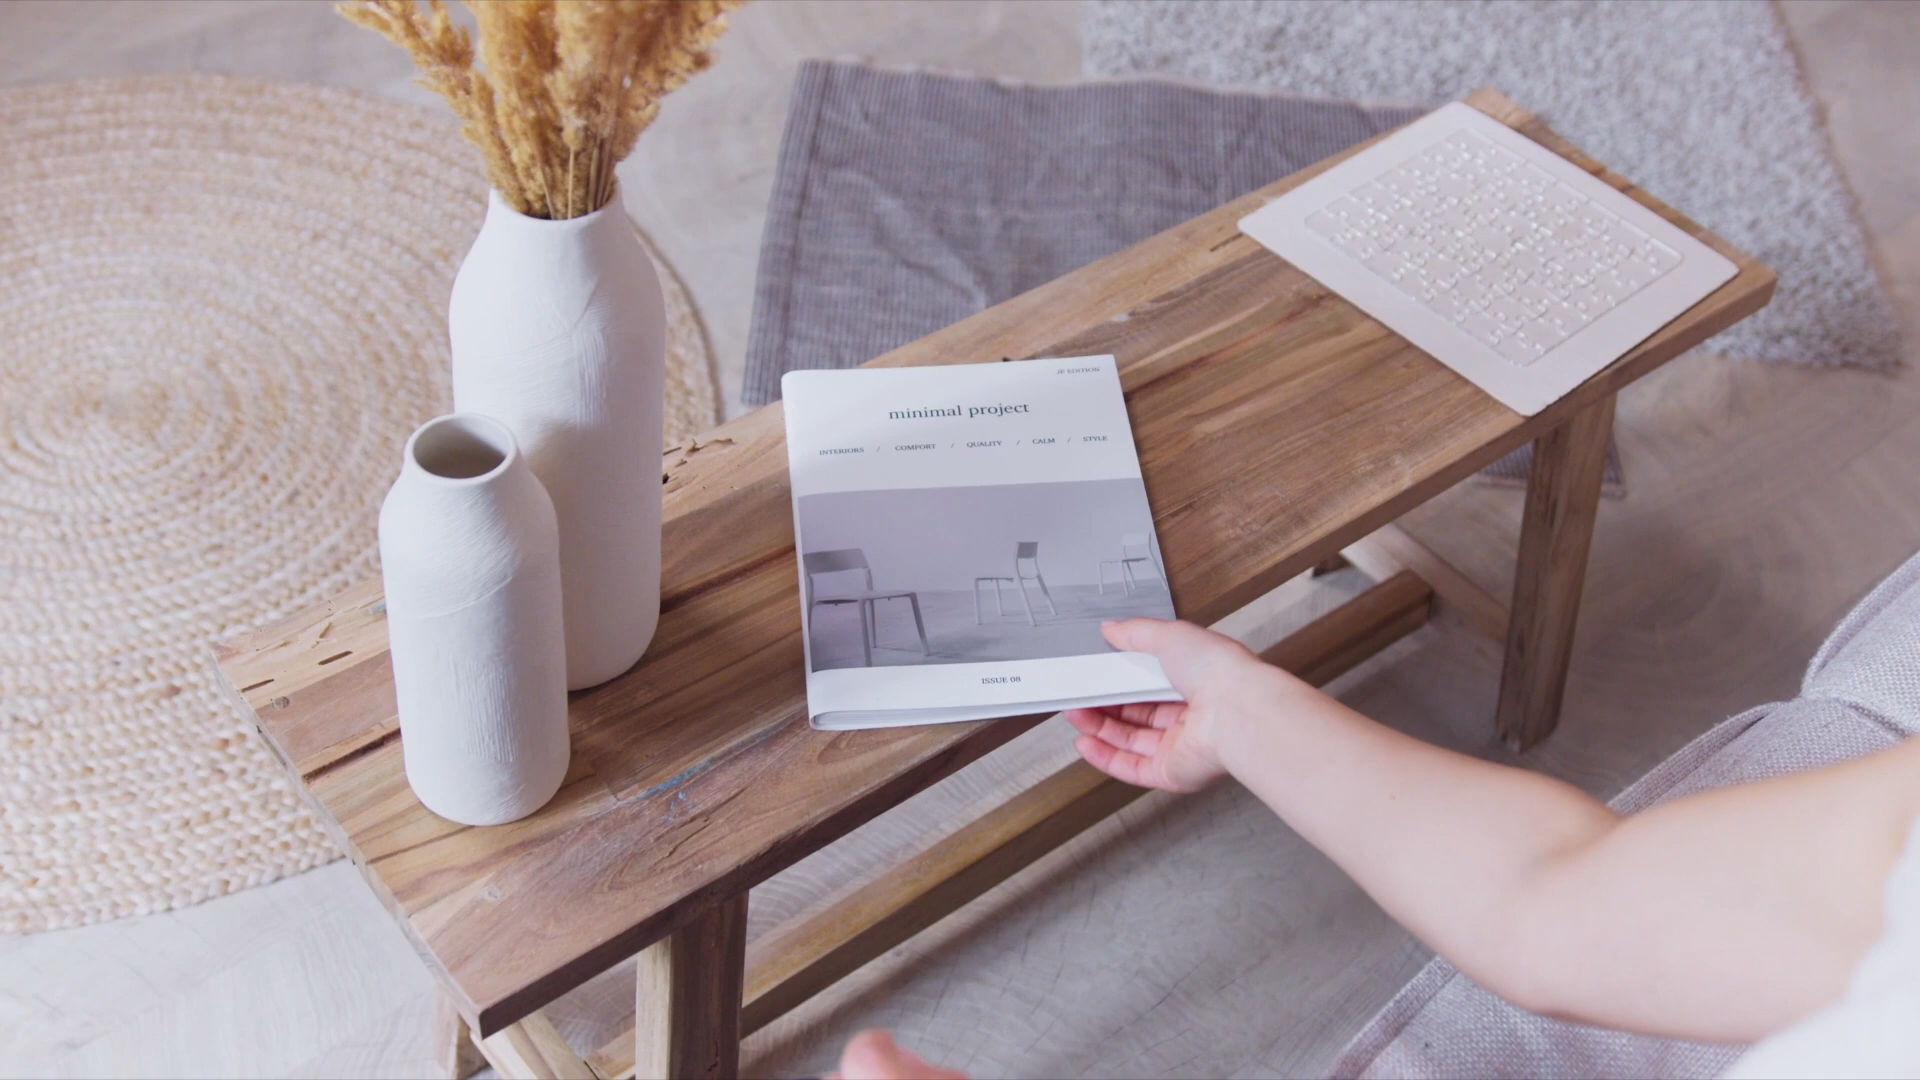 JP EDITION
minimal project
INTERIORS / COMFORT / QUALITY / CALM / STYLE
ISSUE 08